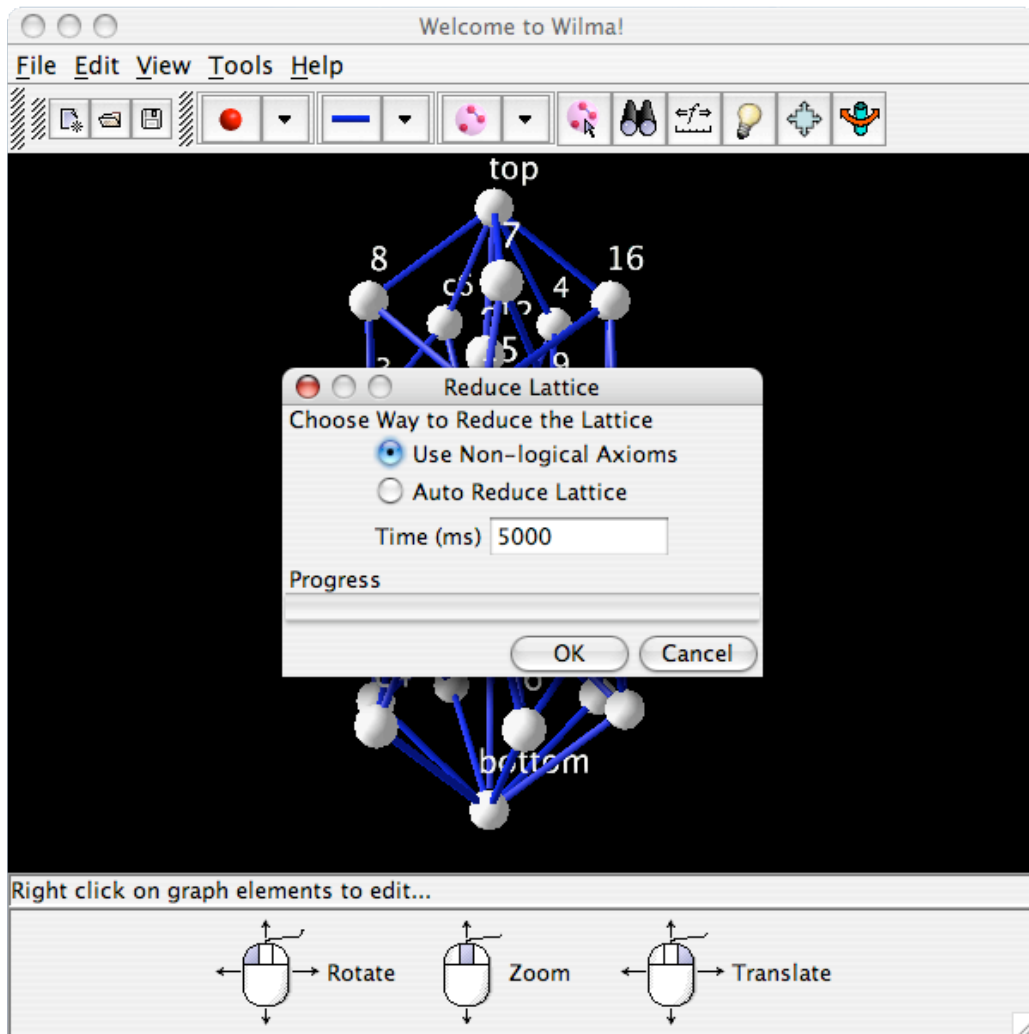 Welcome to Wilma!
File Edit View Tools Help
top
7
8
16
4
9
Reduce Lattice
Choose Way to Reduce the Lattice
Use Non-logical Axioms
Auto Reduce Lattice
Time (ms) 5000
Progress
OK Cancel
bottom
Right click on graph elements to edit...
Rotate Zoom Translate